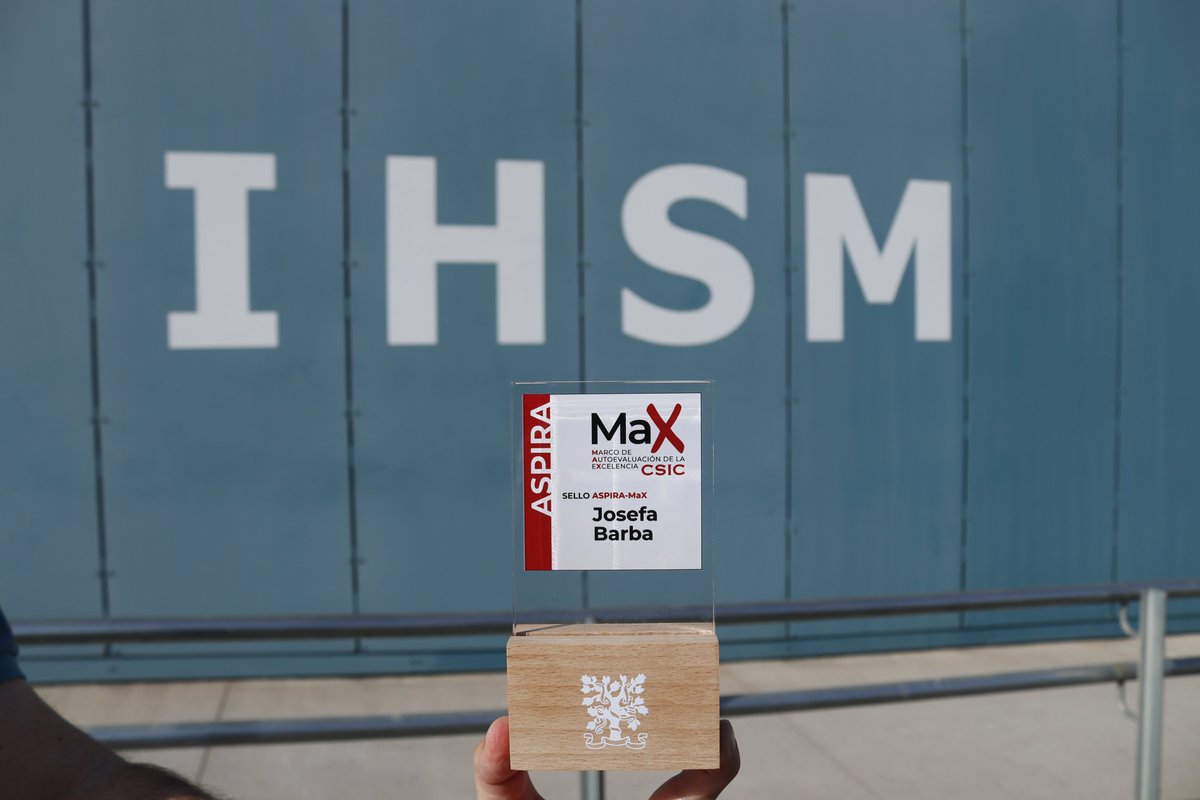 IHSM
ASPIRA
MaX
MARCO DE
AUTOEVALUACIÓN DE LA
EXCELENCIA CSIC
SELLO ASPIRA-MaX
Josefa
Barba